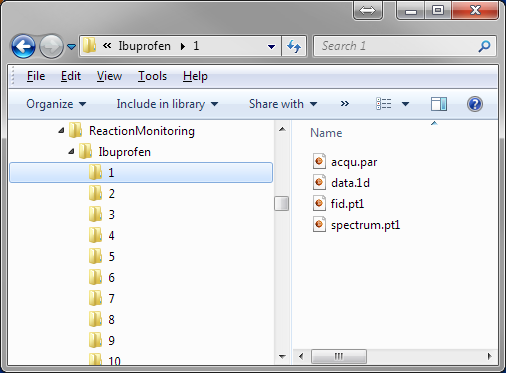 « Ibuprofen 1 Search 1
File Edit View Tools Help
Organize Include in library Share with »
ReactionMonitoring
Ibuprofen
1
2
3
4
5
6
7
8
9
10
Name
acqu.par
data.1d
fid.pt1
spectrum.pt1